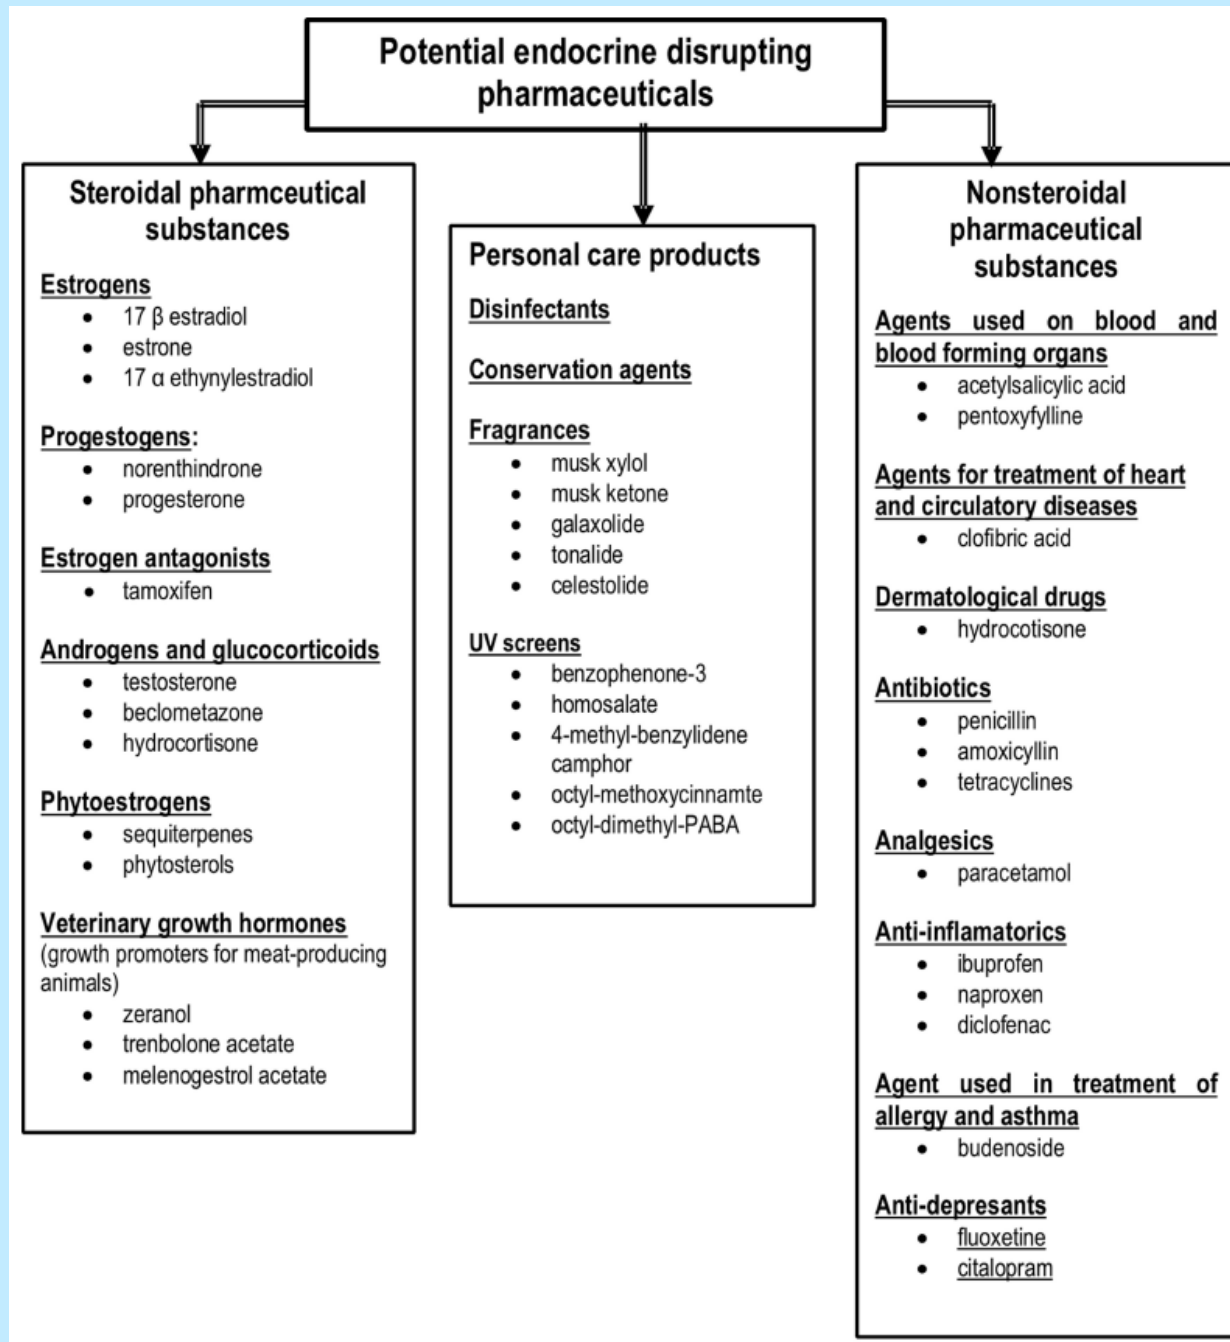 Potential endocrine disrupting
pharmaceuticals
Steroidal pharmceutical
substances
Estrogens
• 17 β estradiol
• estrone
• 17 α ethynylestradiol
Progestogens:
• norenthindrone
• progesterone
Estrogen antagonists
• tamoxifen
Androgens and glucocorticoids
• testosterone
• beclometazone
• hydrocortisone
Phytoestrogens
• sequiterpenes
• phytosterols
Veterinary growth hormones
(growth promoters for meat-producing
animals)
• zeranol
• trenbolone acetate
• melenogestrol acetate
Personal care products
Disinfectants
Conservation agents
Fragrances
• musk xylol
• musk ketone
• galaxolide
• tonalide
• celestolide
UV screens
• benzophenone-3
• homosalate
• 4-methyl-benzylidene
camphor
• octyl-methoxycinnamte
• octyl-dimethyl-PABA
Nonsteroidal
pharmaceutical
substances
Agents used on blood and
blood forming organs
• acetylsalicylic acid
• pentoxyfylline
Agents for treatment of heart
and circulatory diseases
• clofibric acid
Dermatological drugs
• hydrocotisone
Antibiotics
• penicillin
• amoxicyllin
• tetracyclines
Analgesics
• paracetamol
Anti-inflamatorics
• ibuprofen
• naproxen
• diclofenac
Agent used in treatment of
allergy and asthma
• budenoside
Anti-depresants
• fluoxetine
• citalopram